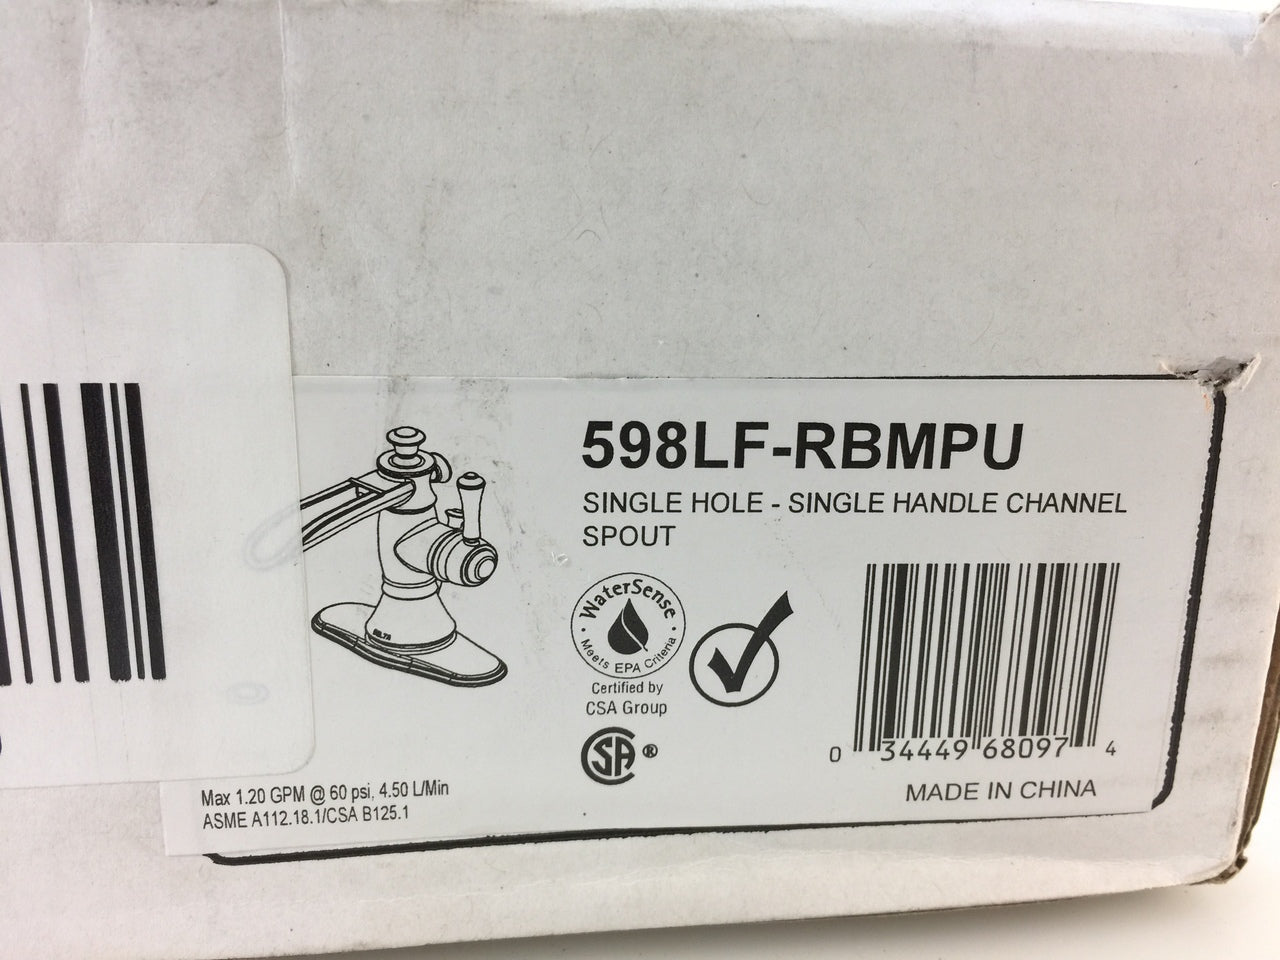 598LF-RBMPU
SINGLE HOLE - SINGLE HANDLE CHANNEL
SPOUT
WaterSense
Meets EPA Criteria
Certified by
CSA Group
SA®
DELTA
0 34449 68097 4
MADE IN CHINA
Max 1.20 GPM @ 60 psi, 4.50 L/Min
ASME A112.18.1/CSA B125.1